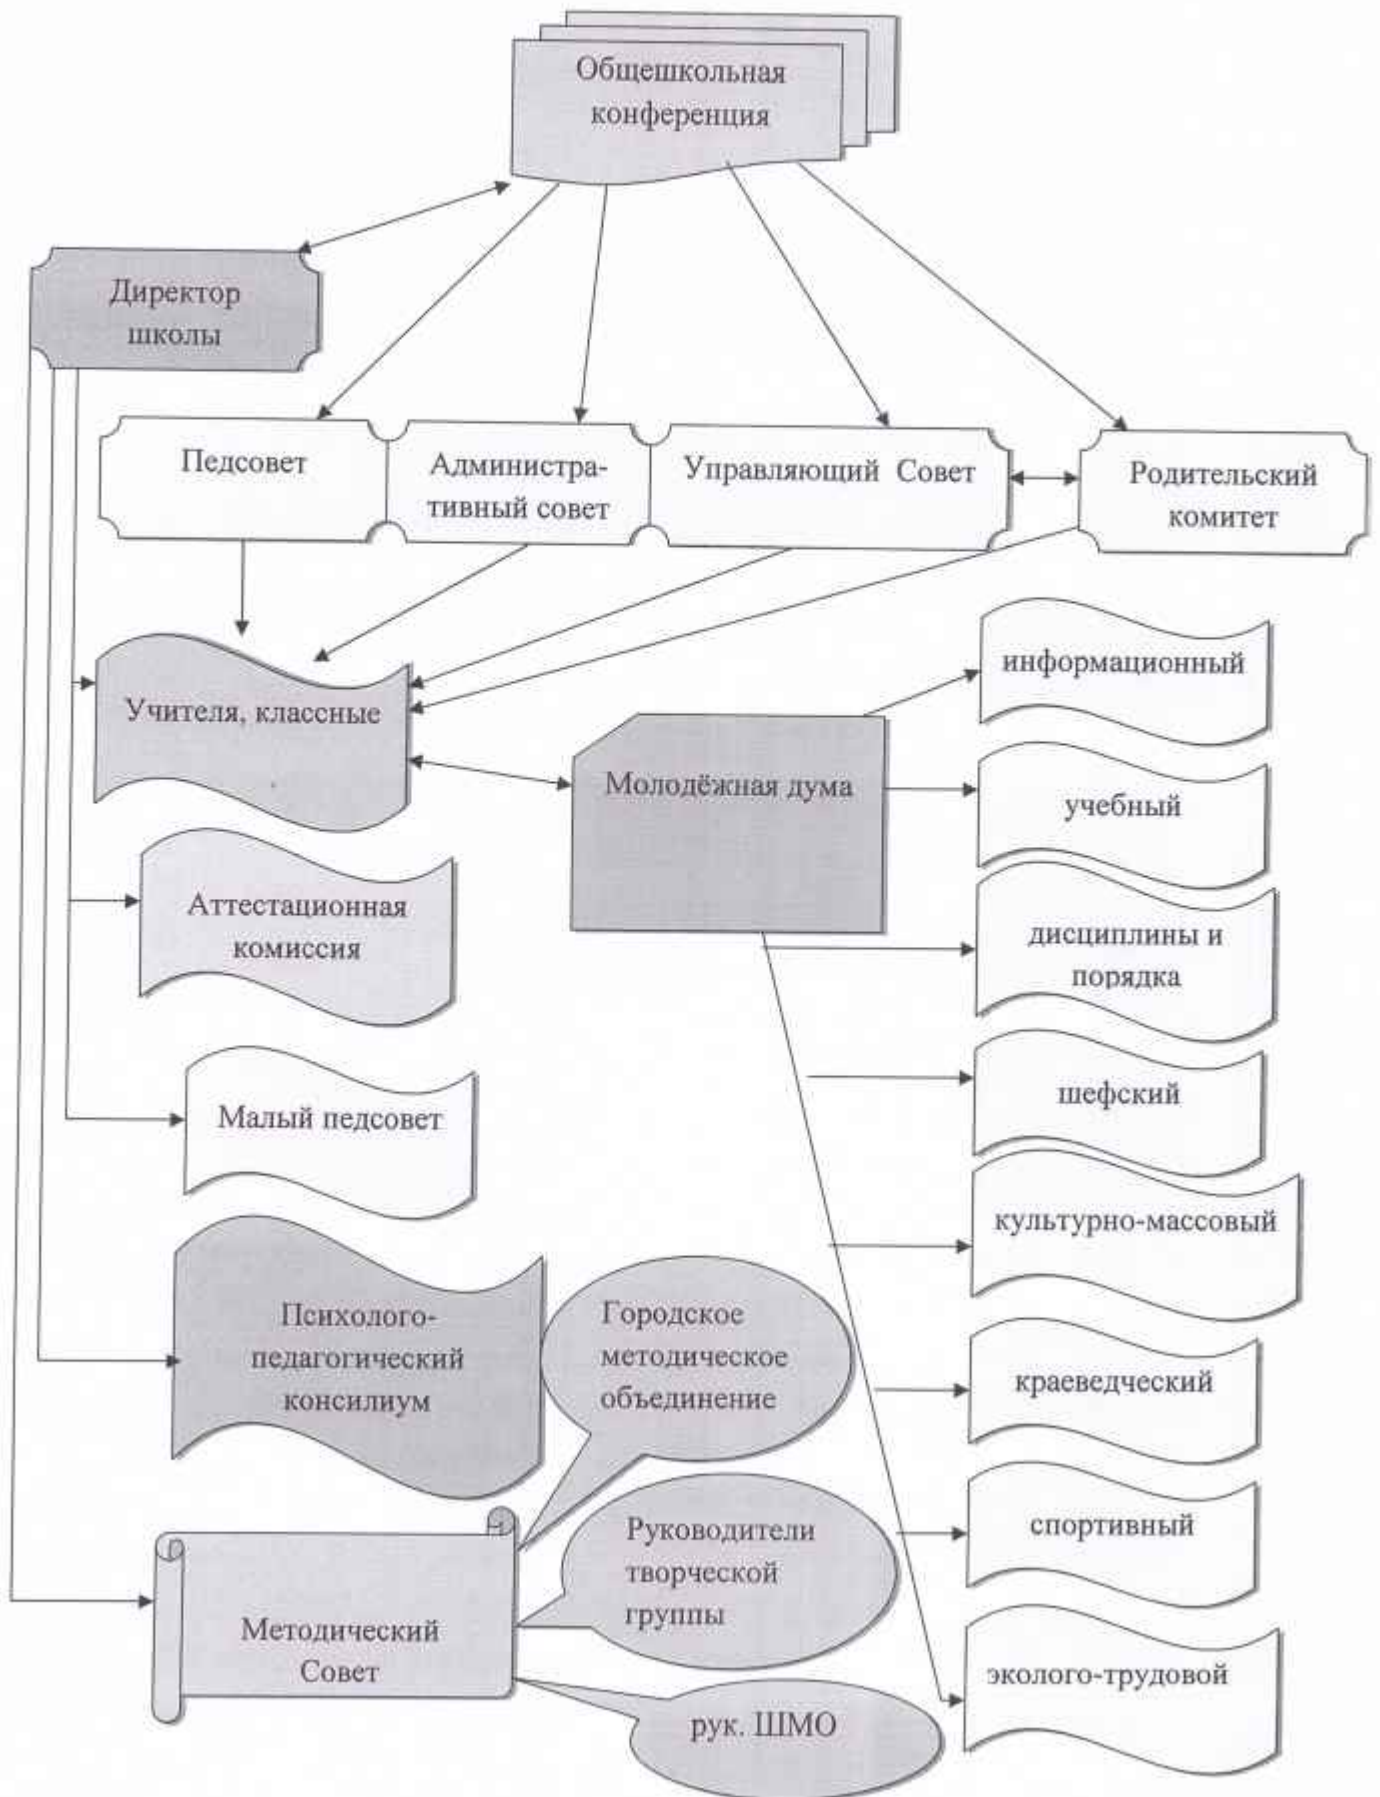 Общешкольная
конференция
Директор
школы
Педсовет
Администра-
тивный совет
Управляющий Совет
Родительский
комитет
Учителя, классные
Молодёжная дума
информационный
учебный
дисциплины и
порядка
шефский
культурно-массовый
краеведческий
спортивный
эколого-трудовой
Аттестационная
комиссия
Малый педсовет
Психолого-
педагогический
консилиум
Городское
методическое
объединение
Руководители
творческой
группы
Методический
Совет
рук. ШМО